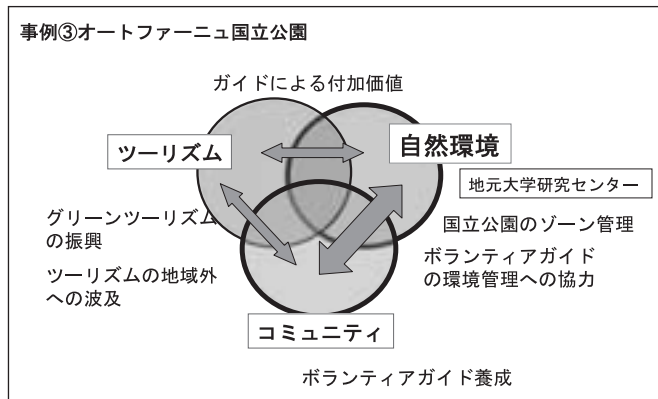 事例③オートファーニュ国立公園
ガイドによる付加価値
ツーリズム
自然環境
地元大学研究センター
グリーンツーリズム
の振興
国立公園のゾーン管理
ツーリズムの地域外
への波及
ボランティアガイド
の環境管理への協力
コミュニティ
ボランティアガイド養成